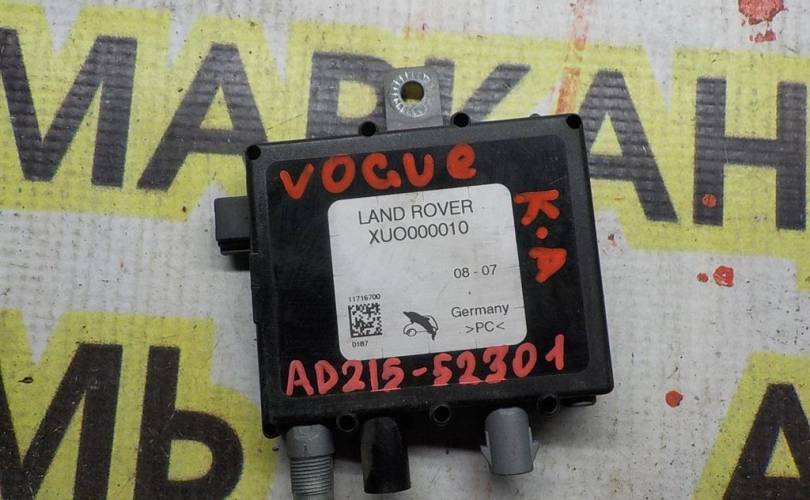 МАРКАН
VOGUE
LAND ROVER
XUO000010
K.A
08 - 07
11716700
Germany
0187
>PC<
AD215-52301
МЬ